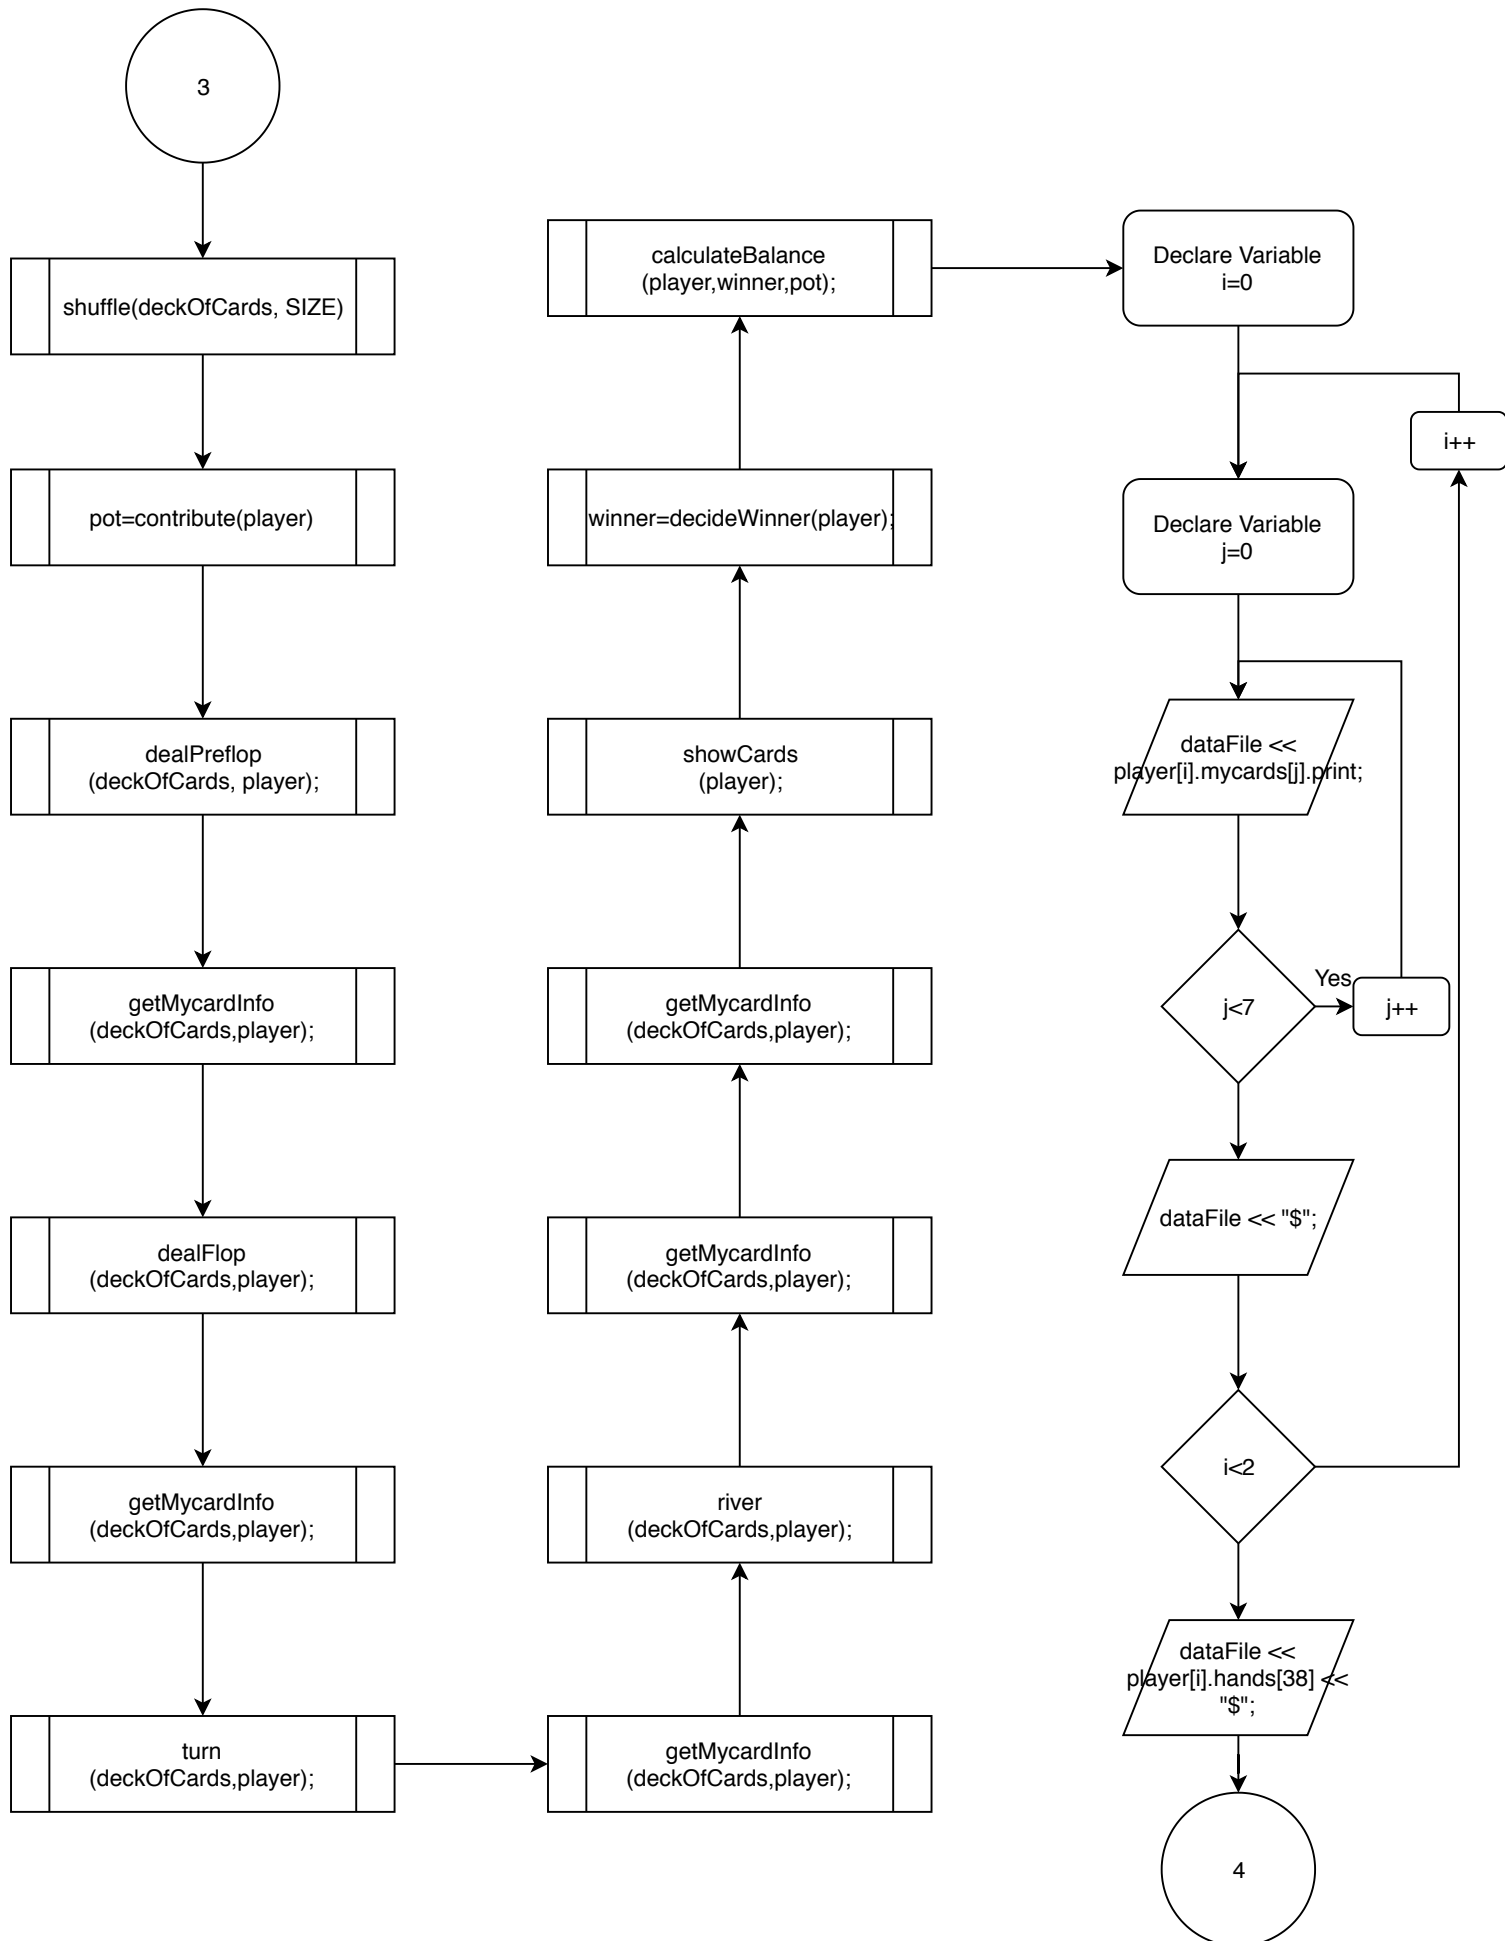 3
shuffle(deckOfCards, SIZE)
pot=contribute(player)
dealPreflop
(deckOfCards, player);
getMycardInfo
(deckOfCards,player);
dealFlop
(deckOfCards,player);
getMycardInfo
(deckOfCards,player);
turn
(deckOfCards,player);
getMycardInfo
(deckOfCards,player);
river
(deckOfCards,player);
getMycardInfo
(deckOfCards,player);
getMycardInfo
(deckOfCards,player);
showCards
(player);
winner=decideWinner(player);
calculateBalance
(player,winner,pot);
Declare Variable
i=0
i++
Declare Variable
j=0
dataFile <<
player[i].mycards[j].print;
j<7
Yes
j++
dataFile << "$";
i<2
dataFile <<
player[i].hands[38] <<
"$";
4